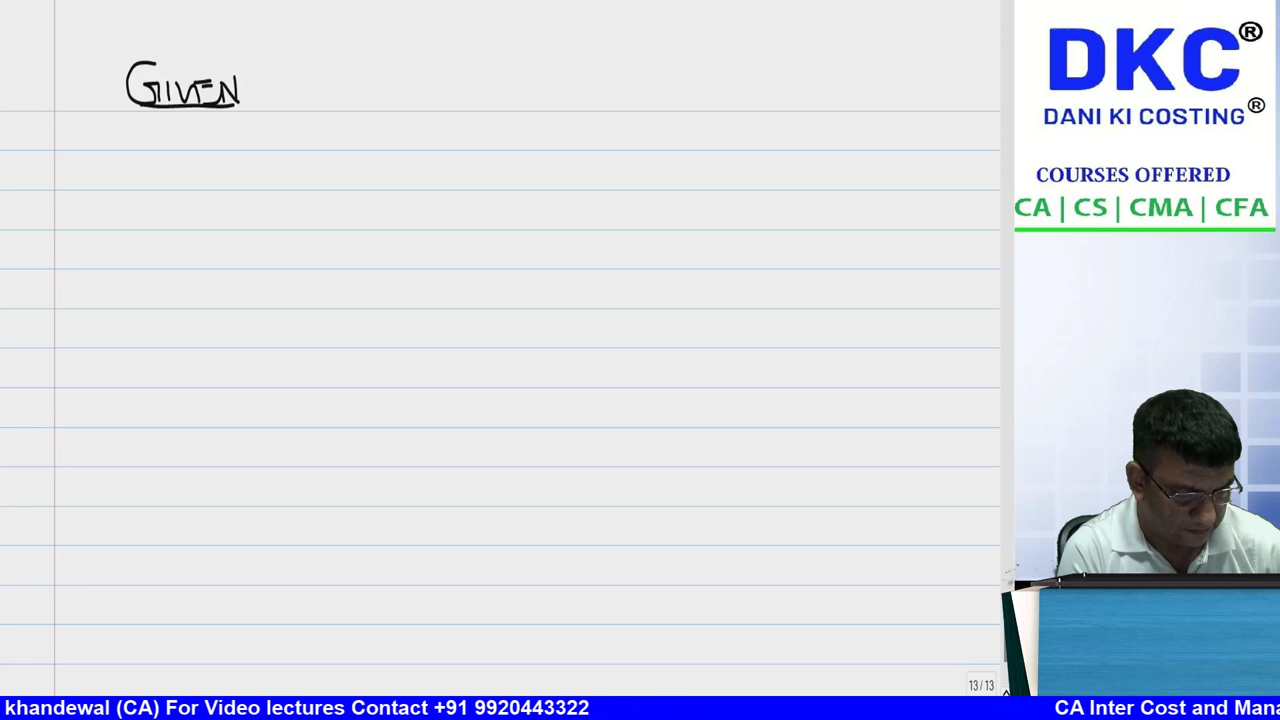 GIVEN
DKC®
DANI KI COSTING®
COURSES OFFERED
CA | CS | CMA | CFA
13/13
khandewal (CA) For Video lectures Contact +91 9920443322
CA Inter Cost and Mana